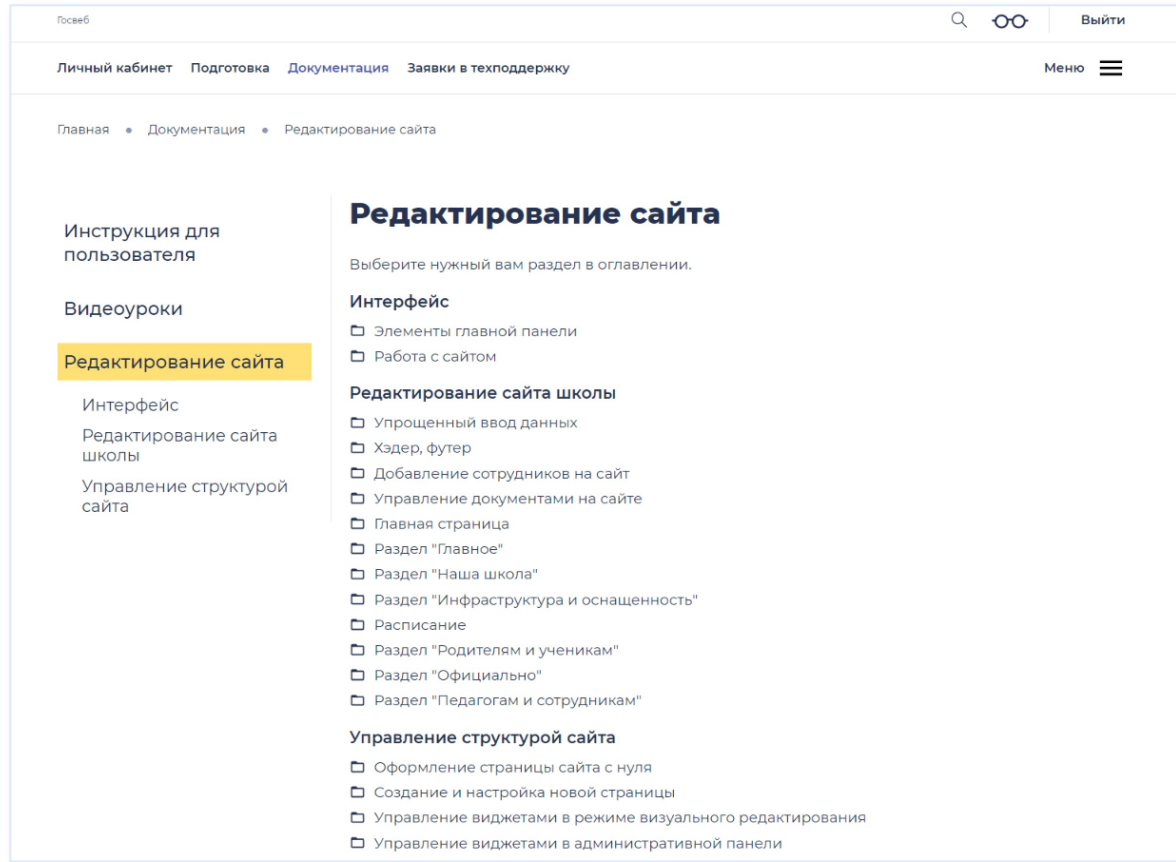 Госвеб
Выйти
Личный кабинет Подготовка Документация Заявки в техподдержку
Меню
Главная • Документация • Редактирование сайта
Инструкция для
пользователя
Видеоуроки
Редактирование сайта
Интерфейс
Редактирование сайта
школы
Управление структурой
сайта
Редактирование сайта
Выберите нужный вам раздел в оглавлении.
Интерфейс
Элементы главной панели
Работа с сайтом
Редактирование сайта школы
Упрощенный ввод данных
Хэдер, футер
Добавление сотрудников на сайт
Управление документами на сайте
Главная страница
Раздел "Главное"
Раздел "Наша школа"
Раздел "Инфраструктура и оснащенность"
Расписание
Раздел "Родителям и ученикам"
Раздел "Официально"
Раздел "Педагогам и сотрудникам"
Управление структурой сайта
Оформление страницы сайта с нуля
Создание и настройка новой страницы
Управление виджетами в режиме визуального редактирования
Управление виджетами в административной панели